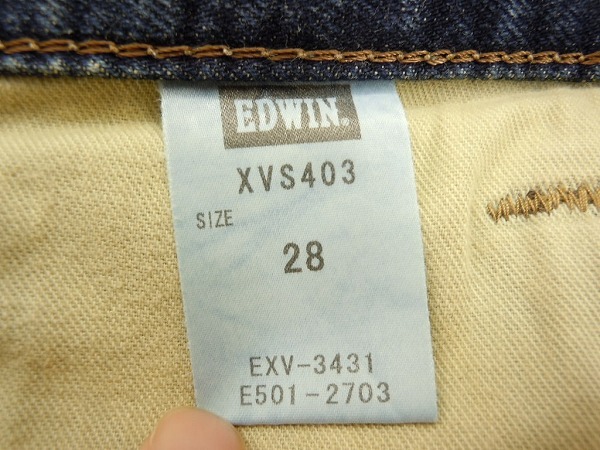 EDWIN.
XVS403
SIZE
28
EXV-3431
E501-2703